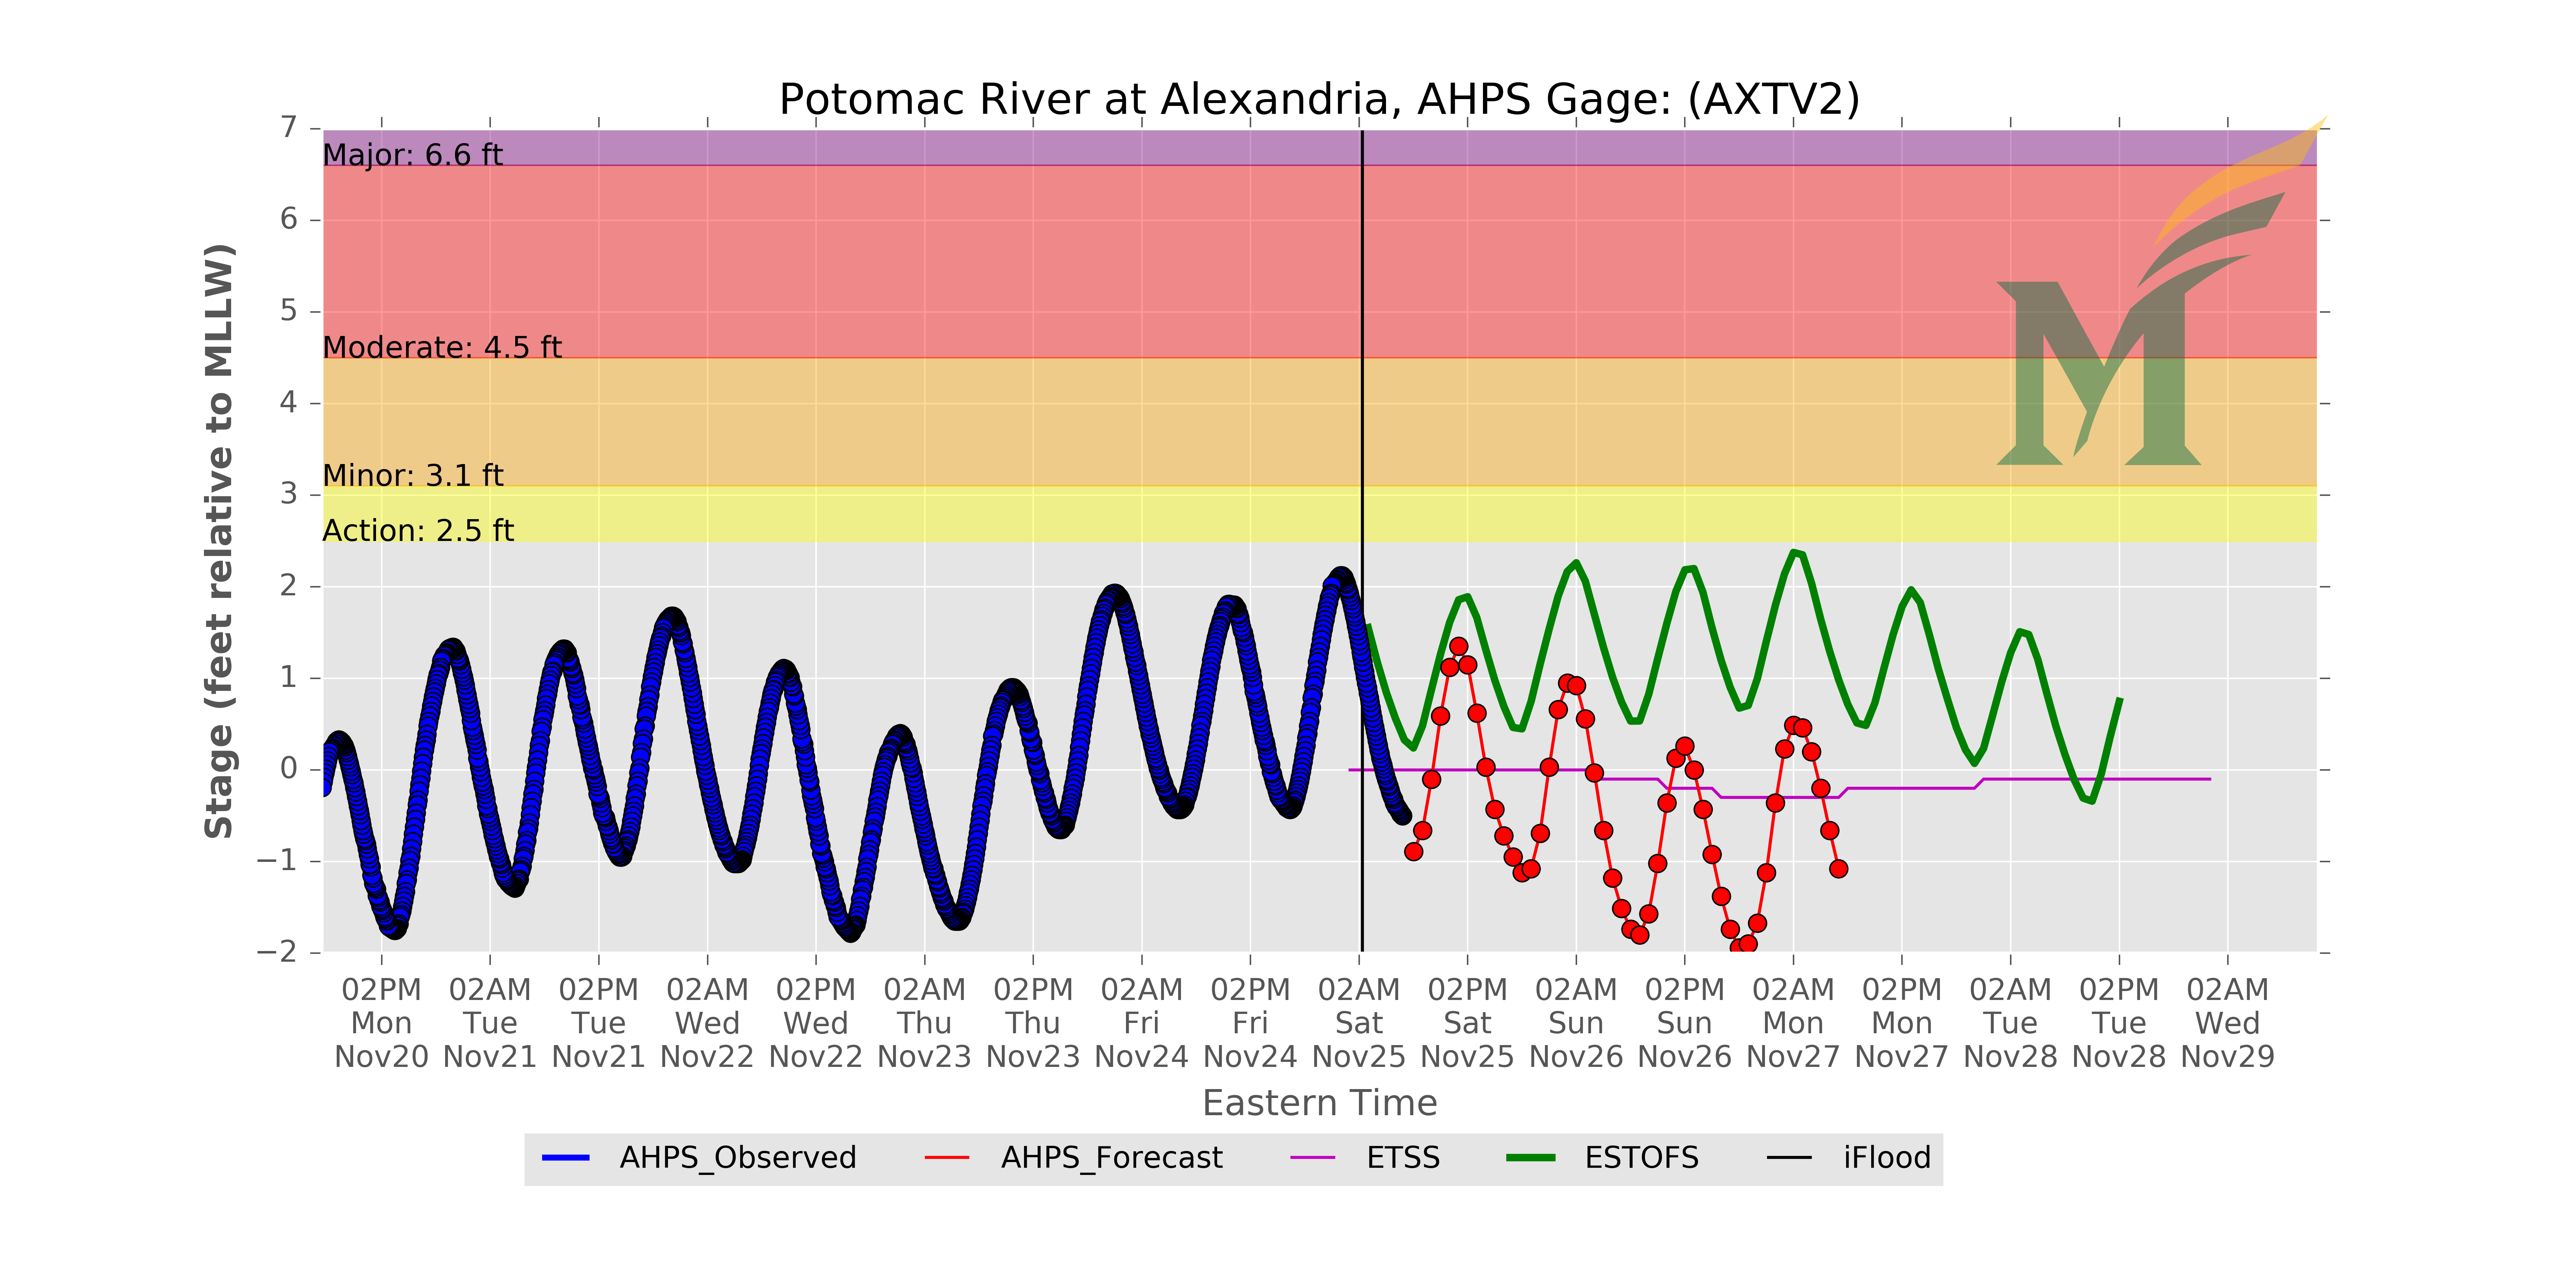 Potomac River at Alexandria, AHPS Gage: (AXTV2)
Stage (feet relative to MLLW)
7
6
5
4
3
2
1
0
−1
−2
Major: 6.6 ft
Moderate: 4.5 ft
Minor: 3.1 ft
Action: 2.5 ft
M
02PM 02AM 02PM 02AM 02PM 02AM 02PM 02AM 02PM 02AM 02PM 02AM 02PM 02AM 02PM 02AM 02PM 02AM
Mon Tue Tue Wed Wed Thu Thu Fri Fri Sat Sat Sun Sun Mon Mon Tue Tue Wed
Nov20 Nov21 Nov21 Nov22 Nov22 Nov23 Nov23 Nov24 Nov24 Nov25 Nov25 Nov26 Nov26 Nov27 Nov27 Nov28 Nov28 Nov29
Eastern Time
AHPS_Observed AHPS_Forecast ETSS ESTOFS iFlood